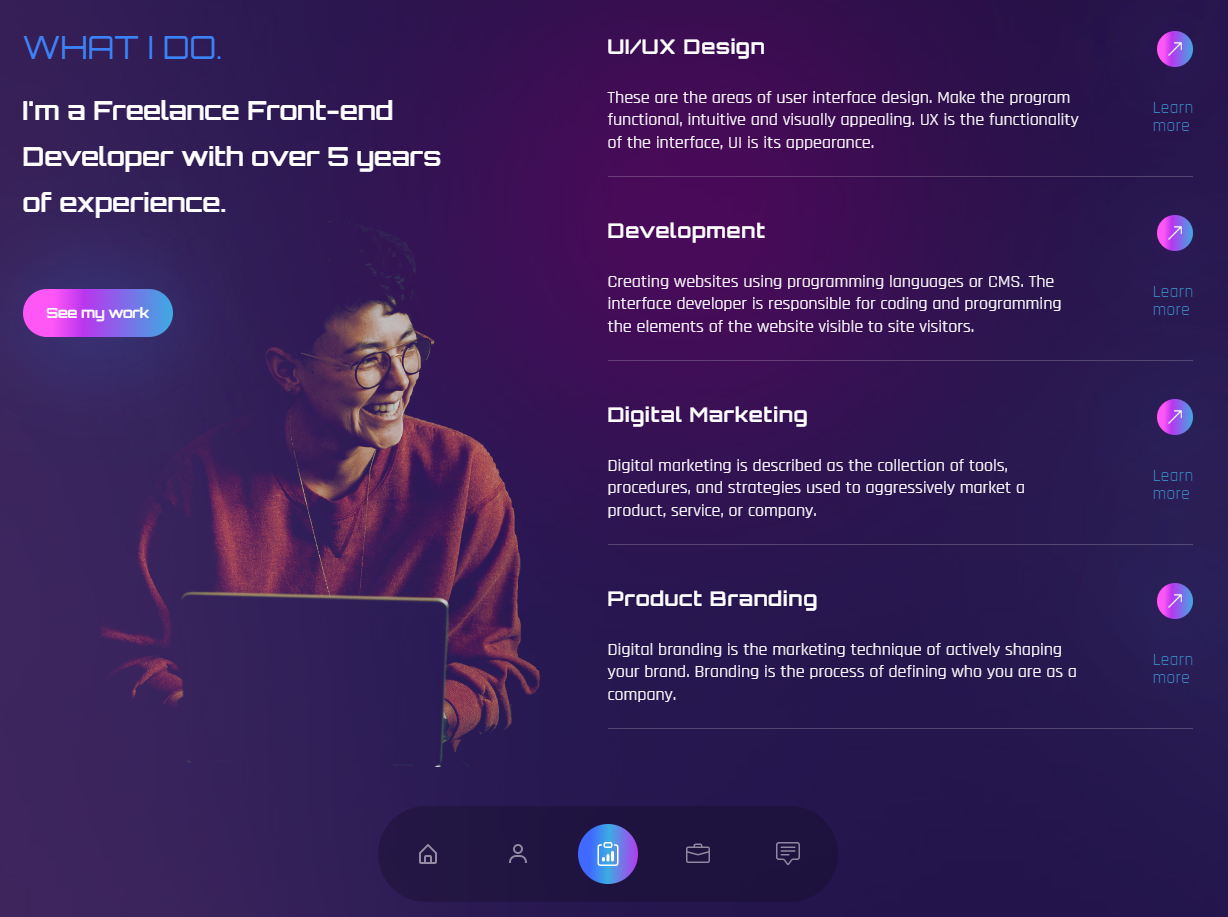 WHAT I DO.
I'm a Freelance Front-end
Developer with over 5 years
of experience.
See my work
UI/UX Design
These are the areas of user interface design. Make the program
functional, intuitive and visually appealing. UX is the functionality
of the interface, UI is its appearance.
Learn
more
Development
Creating websites using programming languages or CMS. The
interface developer is responsible for coding and programming
the elements of the website visible to site visitors.
Learn
more
Digital Marketing
Digital marketing is described as the collection of tools,
procedures, and strategies used to aggressively market a
product, service, or company.
Learn
more
Product Branding
Digital branding is the marketing technique of actively shaping
your brand. Branding is the process of defining who you are as a
company.
Learn
more